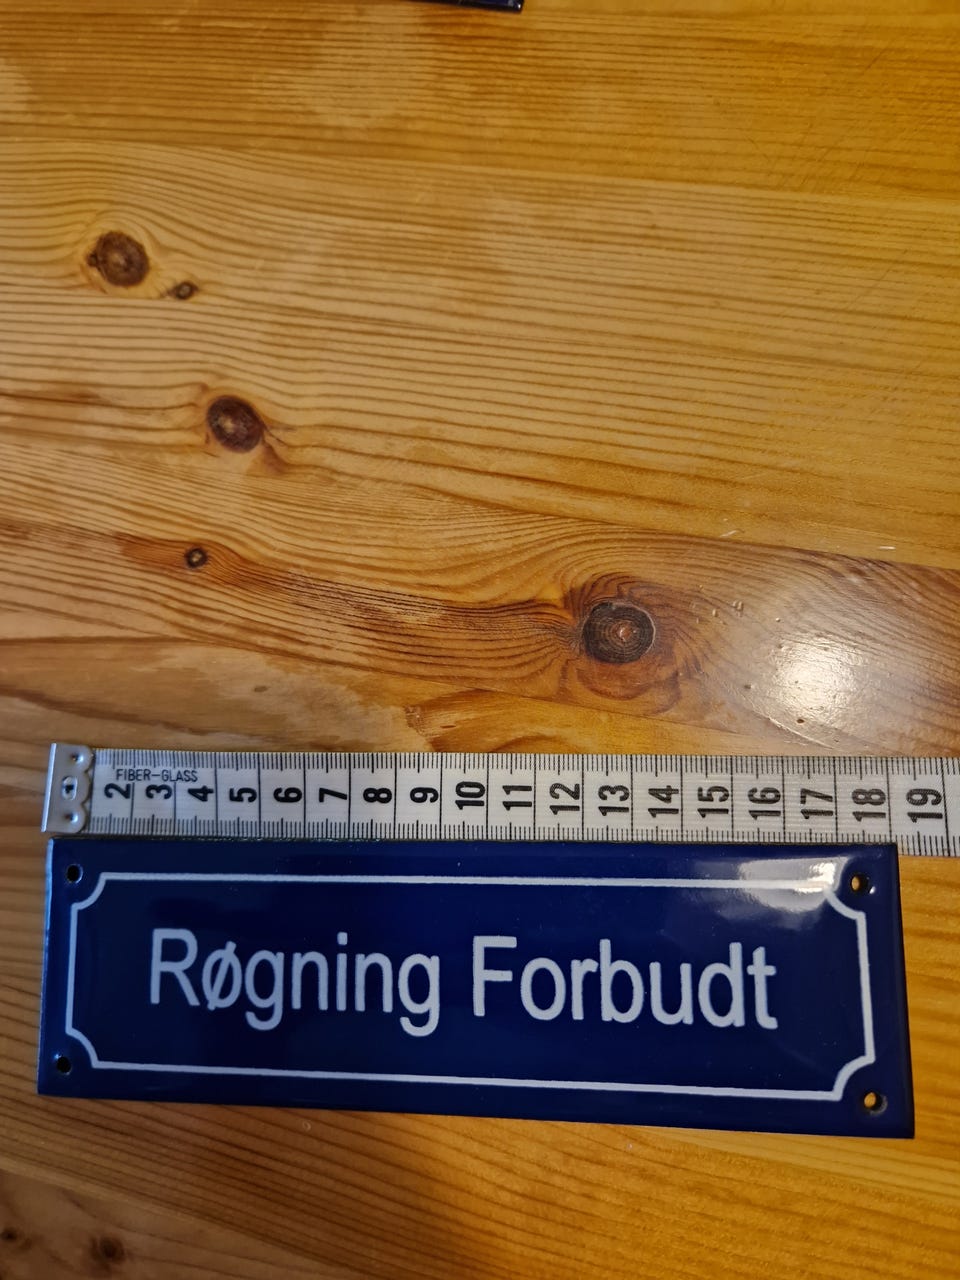 FIBER-GLASS
2 3 4 5 6 7 8 9 10 11 12 13 14 15 16 17 18 19
Røgning Forbudt